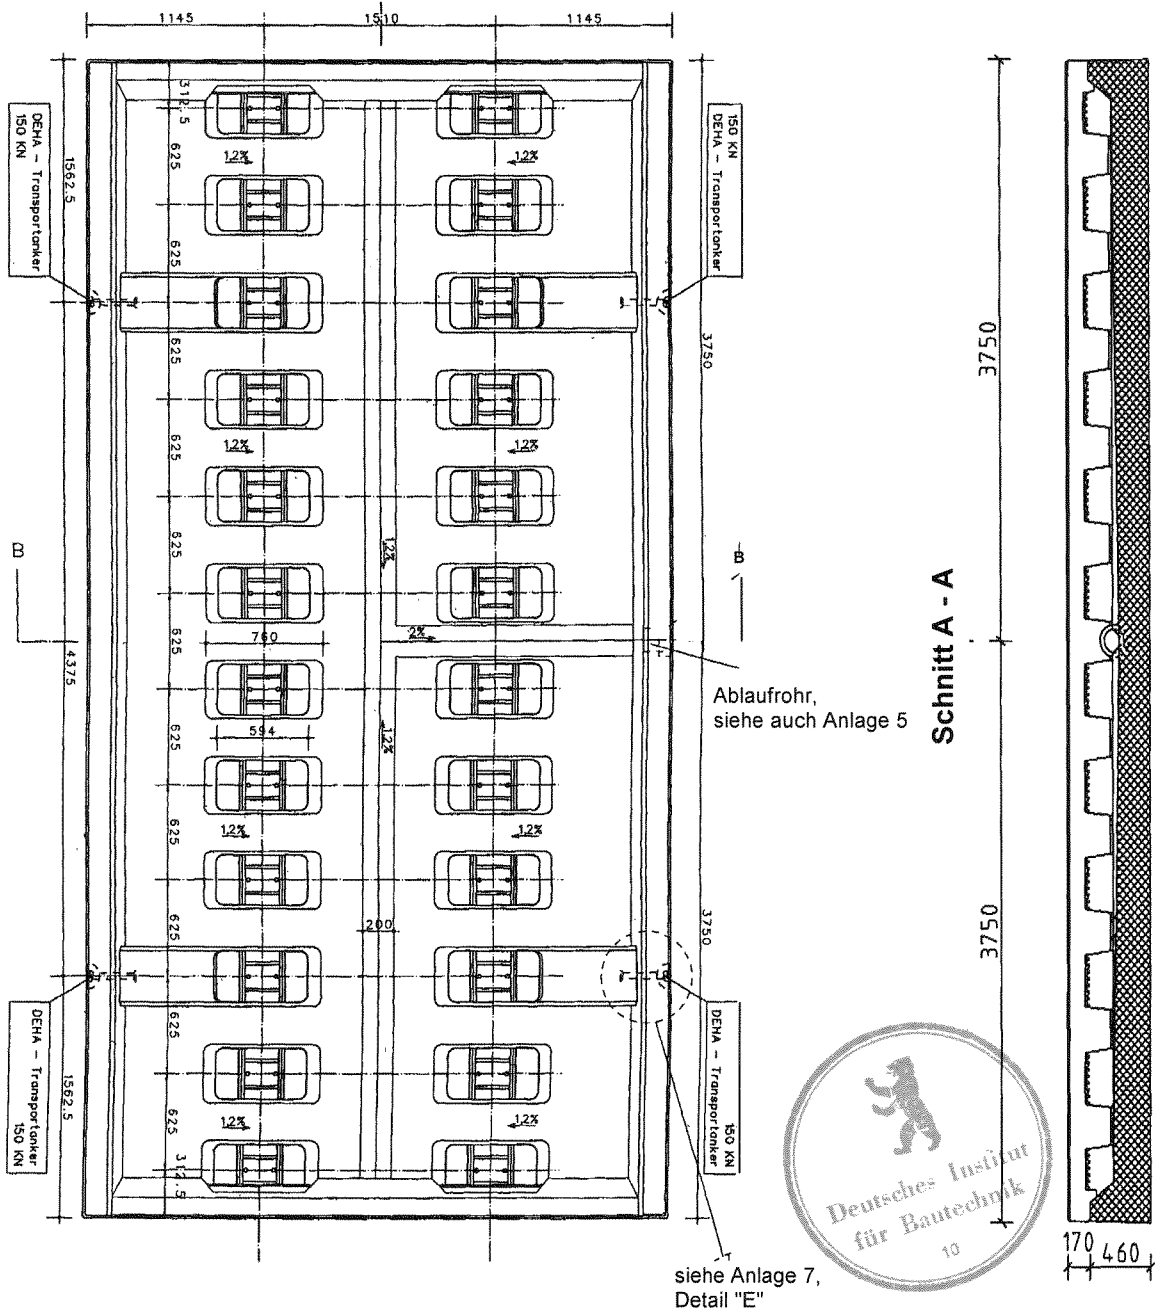 1145
1510
1145
312.5
625
625
625
625
625
625
625
625
625
625
625
312.5
1562.5
4375
1562.5
DEHA - Transportanker
150 KN
150 KN
DEHA - Transportanker
1,2%
1,2%
1,2%
1,2%
1,2%
2%
1,2%
760
594
200
1,2%
1,2%
1,2%
1,2%
B
B
3750
3750
Ablaufrohr,
siehe auch Anlage 5
DEHA - Transportanker
150 KN
150 KN
DEHA - Transportanker
siehe Anlage 7,
Detail "E"
Schnitt A - A
3750
3750
170
460
Deutsches Institut
für Bautechnik
10